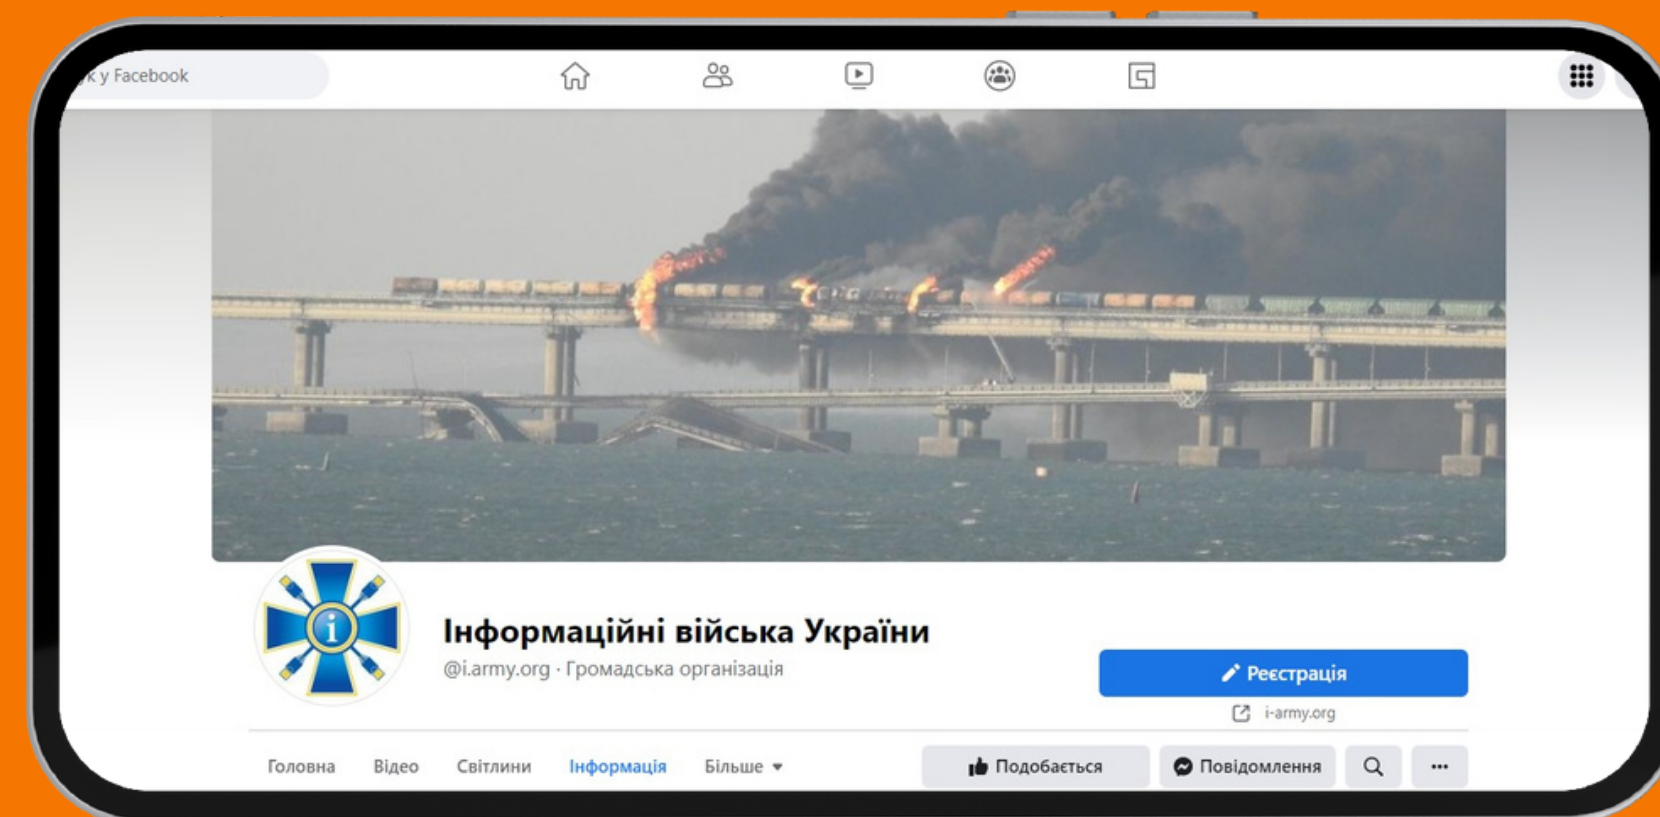 у Facebook
i
Інформаційні війська України
@i.army.org · Громадська організація
Реєстрація
i-army.org
Головна Відео Світлини Інформація Більше
Подобається Повідомлення